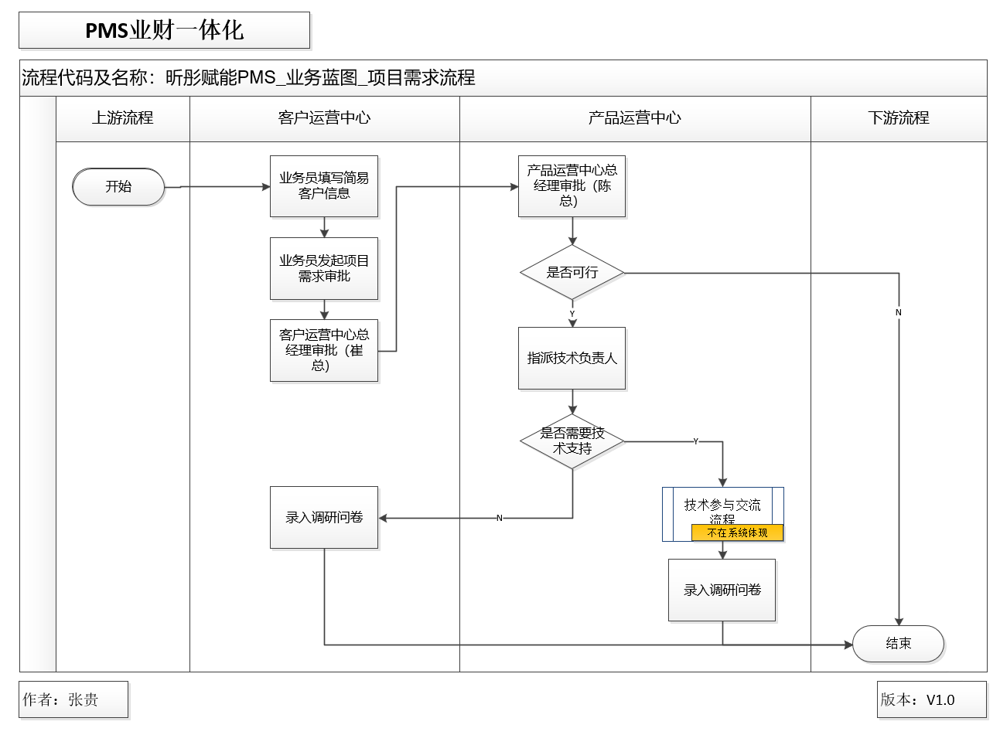 PMS业财一体化
流程代码及名称：昕彤赋能PMS_业务蓝图_项目需求流程
上游流程
客户运营中心
产品运营中心
下游流程
开始
业务员填写简易
客户信息
业务员发起项目
需求审批
客户运营中心总
经理审批（崔
总）
产品运营中心总
经理审批（陈
总）
是否可行
N
Y
指派技术负责人
是否需要技
术支持
Y
N
技术参与交流
流程
不在系统体现
录入调研问卷
录入调研问卷
结束
作者：张贵
版本：V1.0